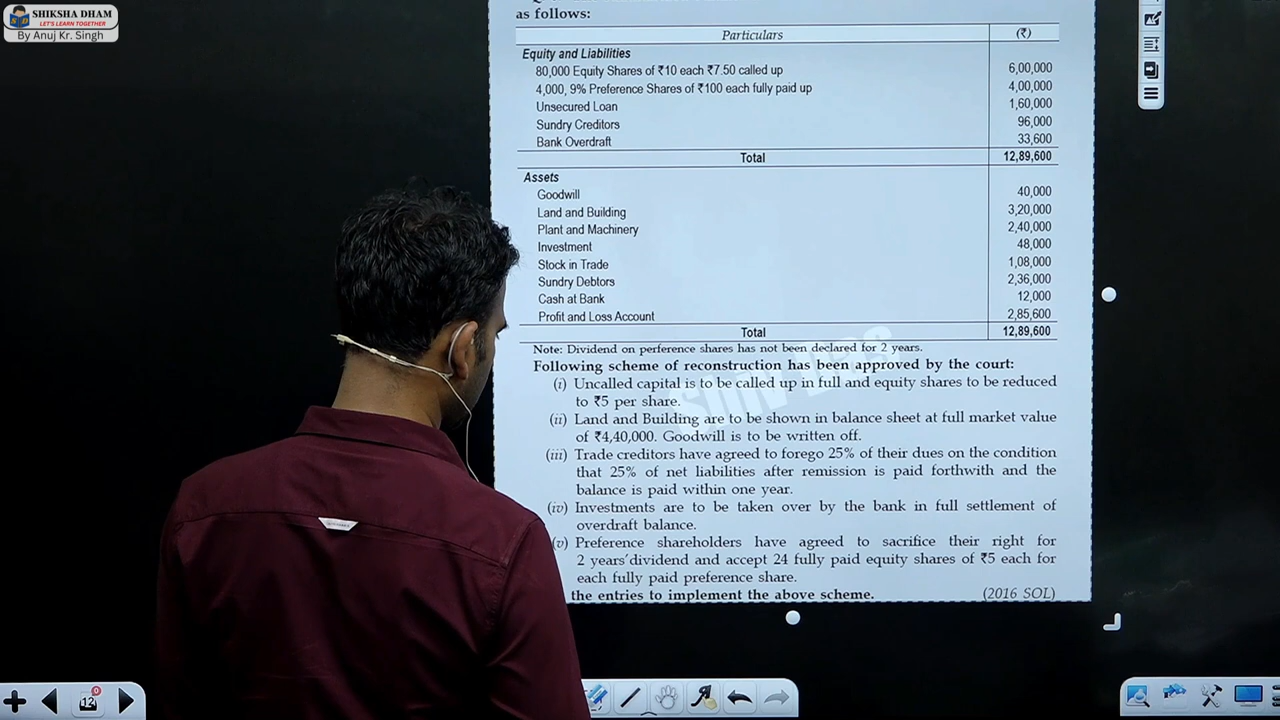 SHIKSHA DHAM
LET'S LEARN TOGETHER
By Anuj Kr. Singh
as follows:
Particulars (₹)
Equity and Liabilities
80,000 Equity Shares of ₹10 each ₹7.50 called up 6,00,000
4,000, 9% Preference Shares of ₹100 each fully paid up 4,00,000
Unsecured Loan 1,60,000
Sundry Creditors 96,000
Bank Overdraft 33,600
Total 12,89,600
Assets
Goodwill 40,000
Land and Building 3,20,000
Plant and Machinery 2,40,000
Investment 48,000
Stock in Trade 1,08,000
Sundry Debtors 2,36,000
Cash at Bank 12,000
Profit and Loss Account 2,85,600
Total 12,89,600
Note: Dividend on perference shares has not been declared for 2 years.
Following scheme of reconstruction has been approved by the court:
(i) Uncalled capital is to be called up in full and equity shares to be reduced
to ₹5 per share.
(ii) Land and Building are to be shown in balance sheet at full market value
of ₹4,40,000. Goodwill is to be written off.
(iii) Trade creditors have agreed to forego 25% of their dues on the condition
that 25% of net liabilities after remission is paid forthwith and the
balance is paid within one year.
(iv) Investments are to be taken over by the bank in full settlement of
overdraft balance.
(v) Preference shareholders have agreed to sacrifice their right for
2 years' dividend and accept 24 fully paid equity shares of ₹5 each for
each fully paid preference share.
the entries to implement the above scheme. (2016 SOL)
12
0